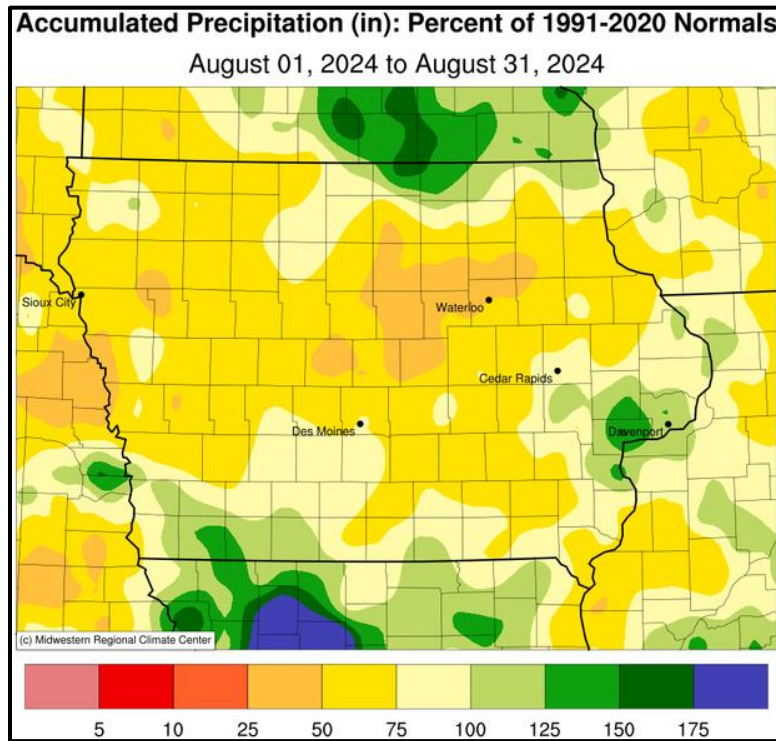 Accumulated Precipitation (in): Percent of 1991-2020 Normals
August 01, 2024 to August 31, 2024
Sioux City
Waterloo
Cedar Rapids
Des Moines
Davenport
(c) Midwestern Regional Climate Center
5 10 25 50 75 100 125 150 175